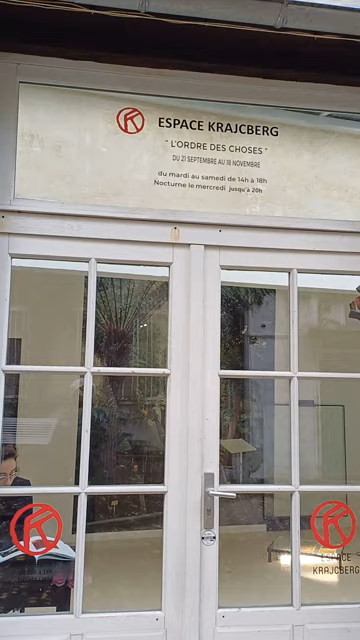 ESPACE KRAJCBERG
" L'ORDRE DES CHOSES "
DU 21 SEPTEMBRE AU 18 NOVEMBRE
du mardi au samedi de 14h à 18h
Nocturne le mercredi jusqu'à 20h
ESPACE
KRAJCBERG